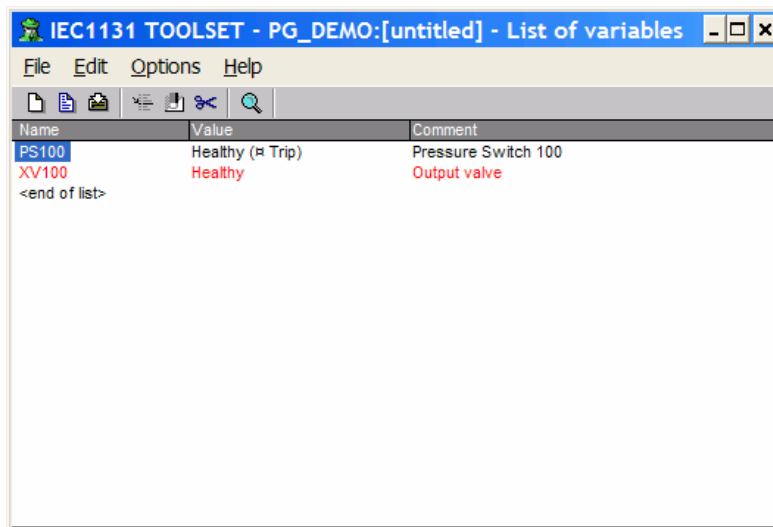 IEC1131 TOOLSET - PG_DEMO:[untitled] - List of variables
File Edit Options Help
Name Value Comment
PS100 Healthy (¤ Trip) Pressure Switch 100
XV100 Healthy Output valve
<end of list>